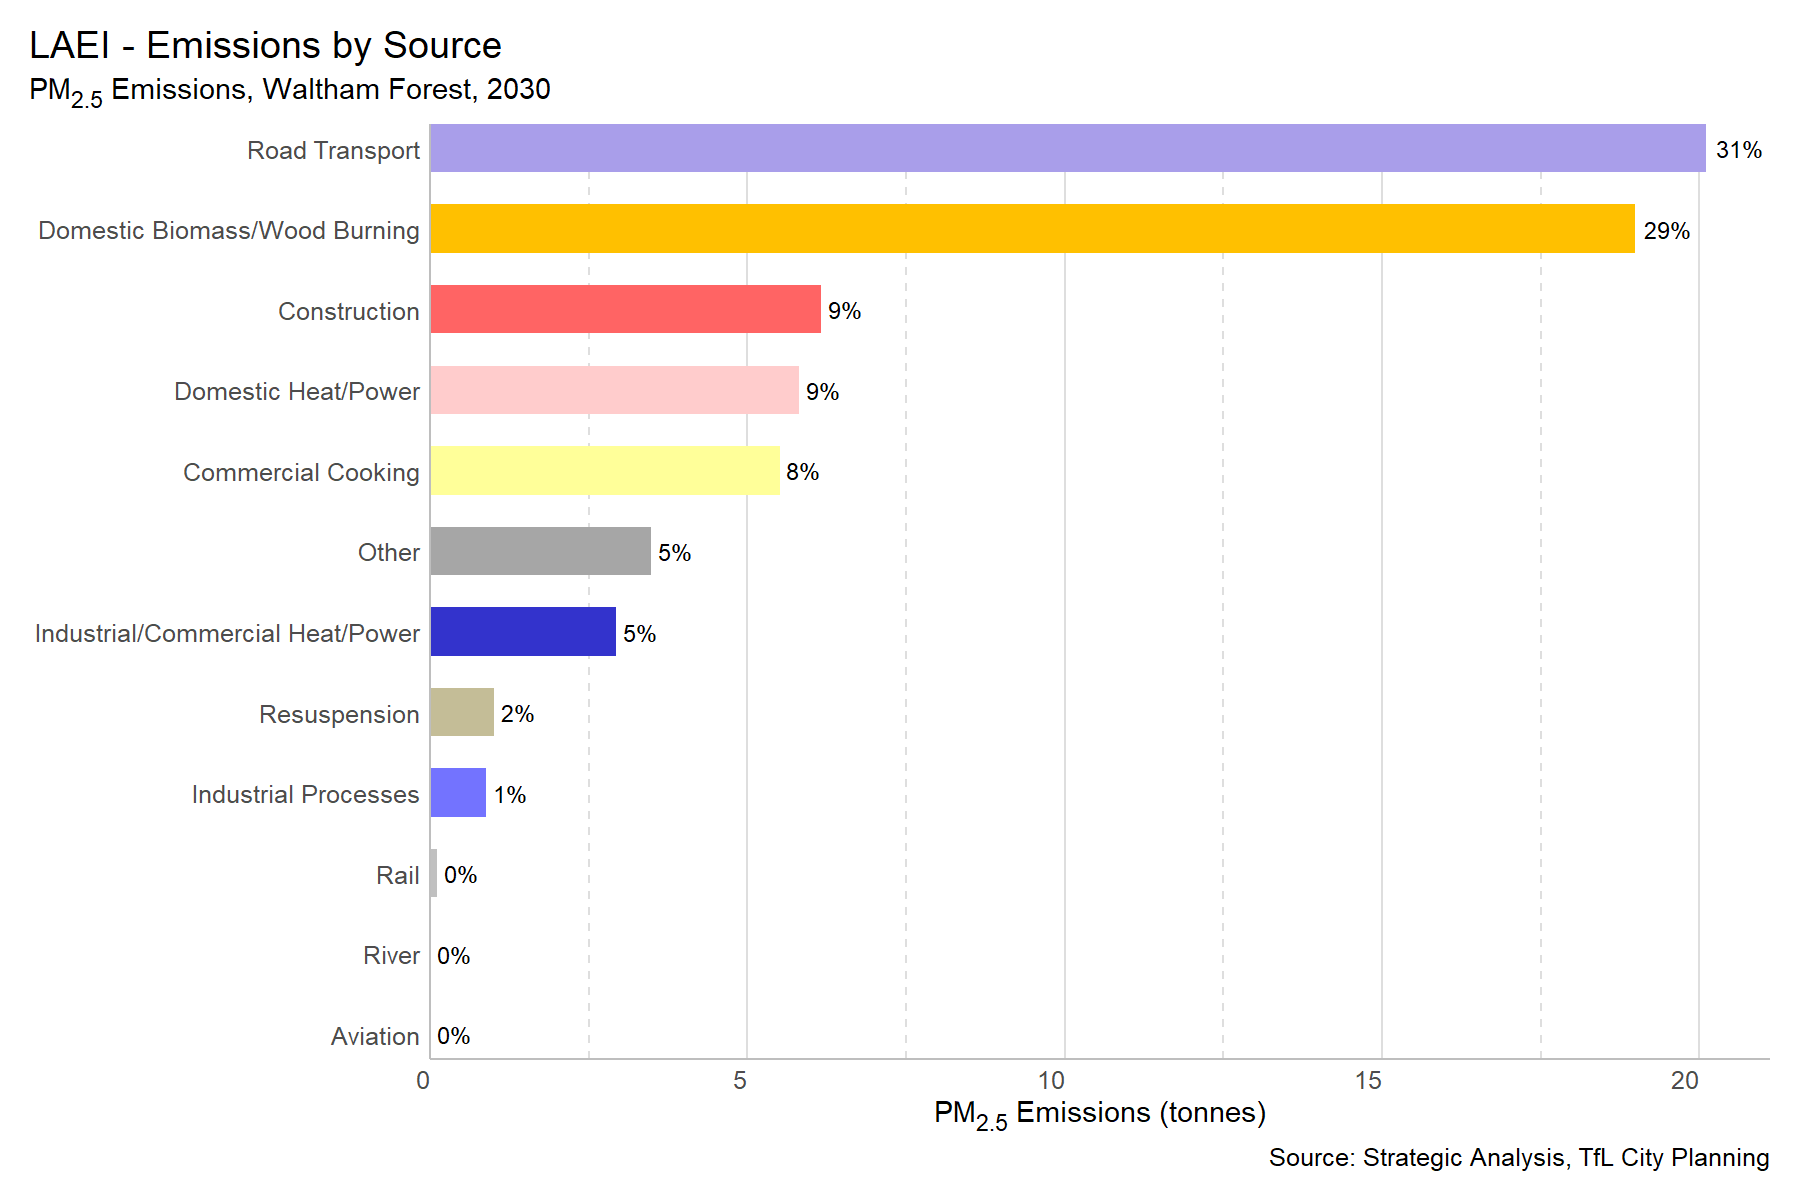 LAEI - Emissions by Source
PM2.5 Emissions, Waltham Forest, 2030
Road Transport 31%
Domestic Biomass/Wood Burning 29%
Construction 9%
Domestic Heat/Power 9%
Commercial Cooking 8%
Other 5%
Industrial/Commercial Heat/Power 5%
Resuspension 2%
Industrial Processes 1%
Rail 0%
River 0%
Aviation 0%
0 5 10 15 20
PM2.5 Emissions (tonnes)
Source: Strategic Analysis, TfL City Planning